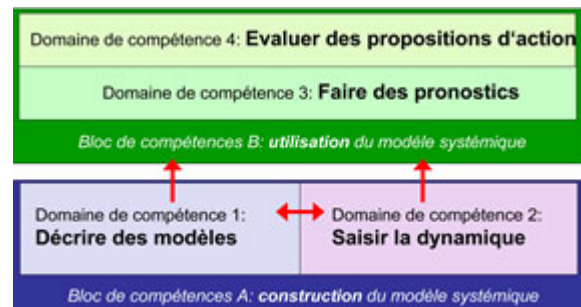 Domaine de compétence 4: Evaluer des propositions d'action
Domaine de compétence 3: Faire des pronostics
Bloc de compétences B: utilisation du modèle systémique
Domaine de compétence 1:
Décrire des modèles
Domaine de compétence 2:
Saisir la dynamique
Bloc de compétences A: construction du modèle systémique